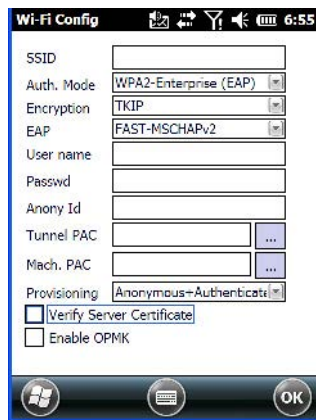 Wi-Fi Config 6:55
SSID
Auth. Mode WPA2-Enterprise (EAP)
Encryption TKIP
EAP FAST-MSCHAPv2
User name
Passwd
Anony Id
Tunnel PAC ...
Mach. PAC ...
Provisioning Anonymous+Authenticate
Verify Server Certificate
Enable OPMK
OK